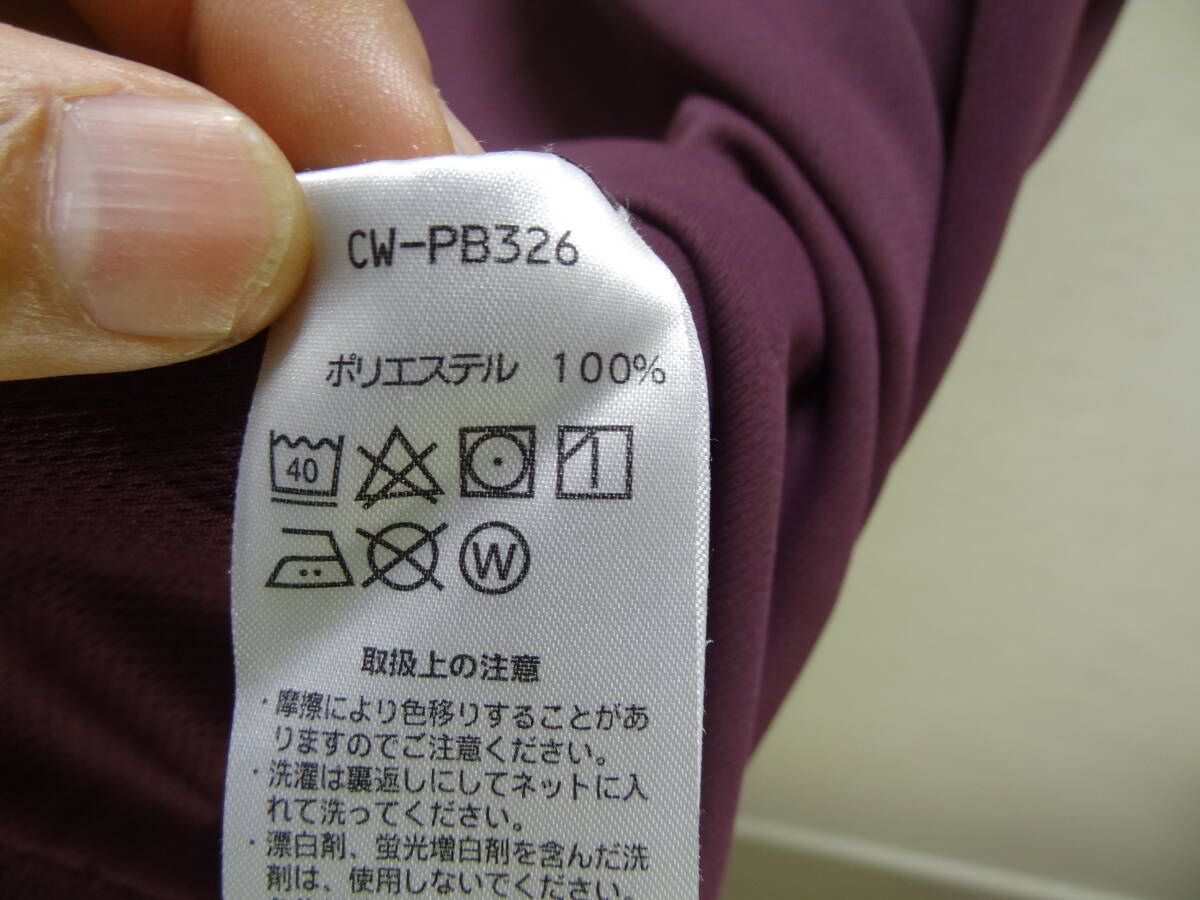 CW-PB326
ポリエステル 100%
40
W
取扱上の注意
・摩擦により色移りすることがあ
りますのでご注意ください。
・洗濯は裏返しにしてネットに入
れて洗ってください。
・漂白剤、蛍光増白剤を含んだ洗
剤は、使用しないでください。